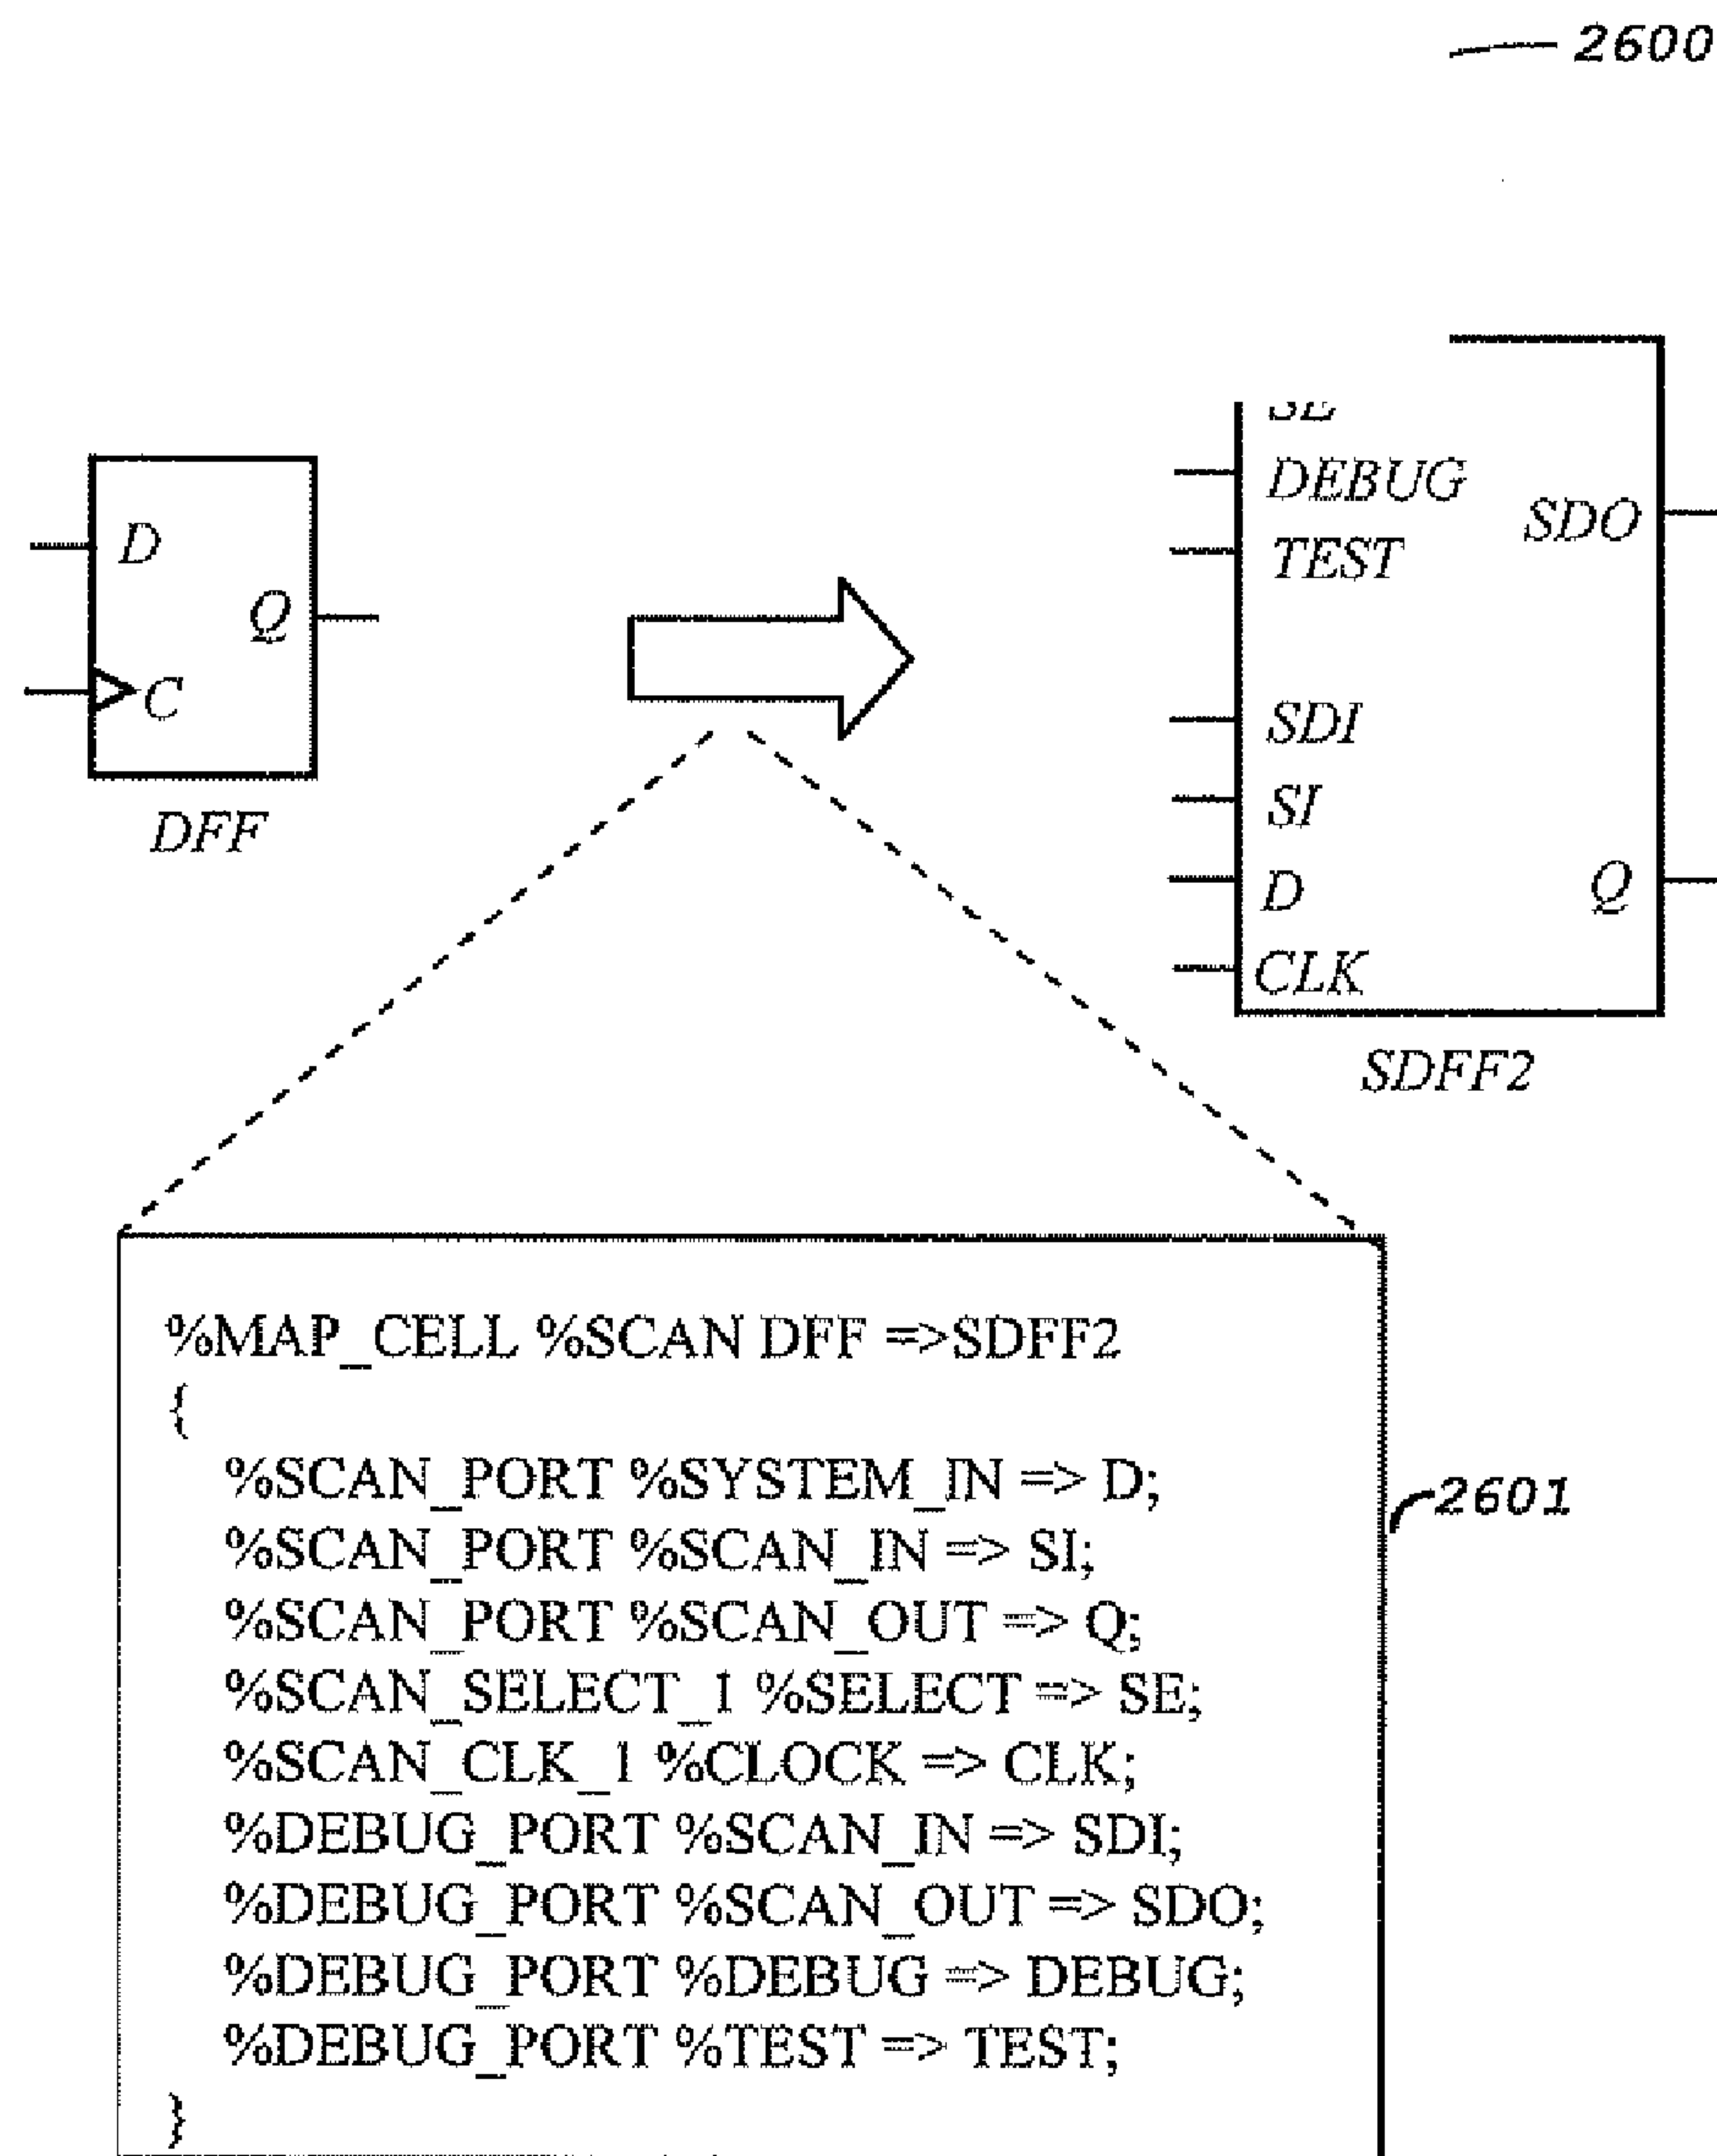 2600
DEBUG
SDO
TEST
D
Q
C
DFF
SDI
SI
D
Q
CLK
SDFF2
%MAP_CELL %SCAN DFF =>SDFF2
{
%SCAN_PORT %SYSTEM_IN => D;
%SCAN_PORT %SCAN_IN => SI;
%SCAN_PORT %SCAN_OUT => Q;
%SCAN_SELECT_1 %SELECT => SE;
%SCAN_CLK_1 %CLOCK => CLK;
%DEBUG_PORT %SCAN_IN => SDI;
%DEBUG_PORT %SCAN_OUT => SDO;
%DEBUG_PORT %DEBUG => DEBUG;
%DEBUG_PORT %TEST => TEST;
}
2601